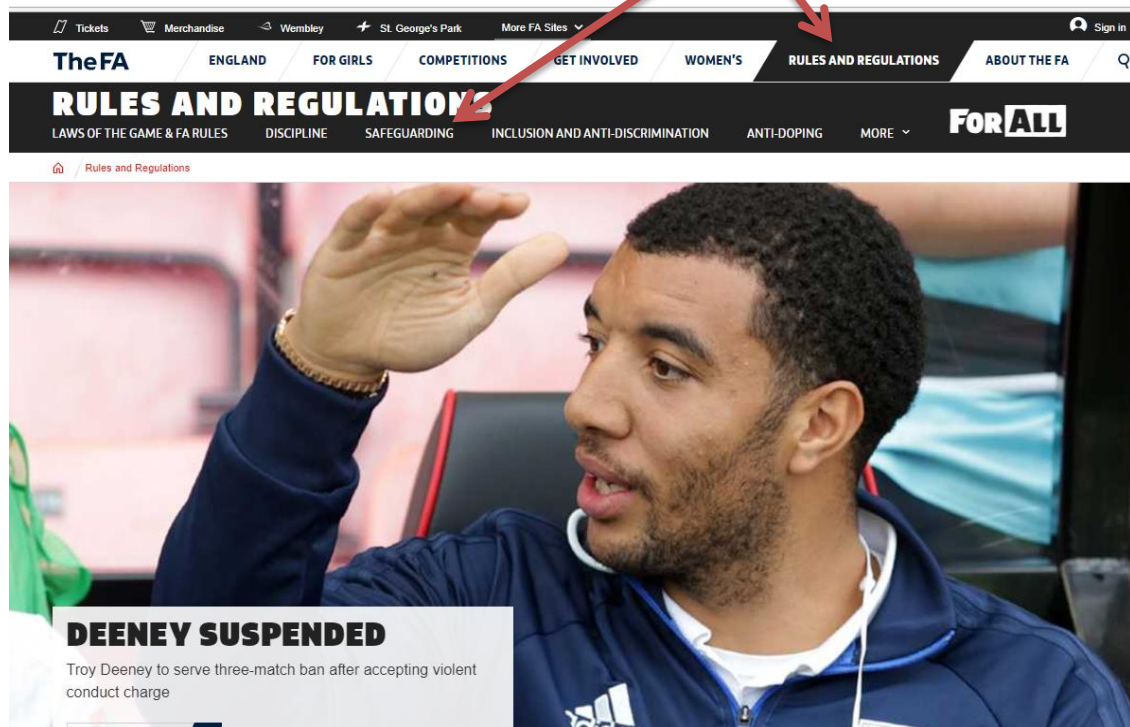 Tickets Merchandise Wembley St. George's Park More FA Sites Sign in
The FA ENGLAND FOR GIRLS COMPETITIONS GET INVOLVED WOMEN'S RULES AND REGULATIONS ABOUT THE FA
RULES AND REGULATIONS
LAWS OF THE GAME & FA RULES DISCIPLINE SAFEGUARDING INCLUSION AND ANTI-DISCRIMINATION ANTI-DOPING MORE FOR ALL
Rules and Regulations
DEENEY SUSPENDED
Troy Deeney to serve three-match ban after accepting violent
conduct charge